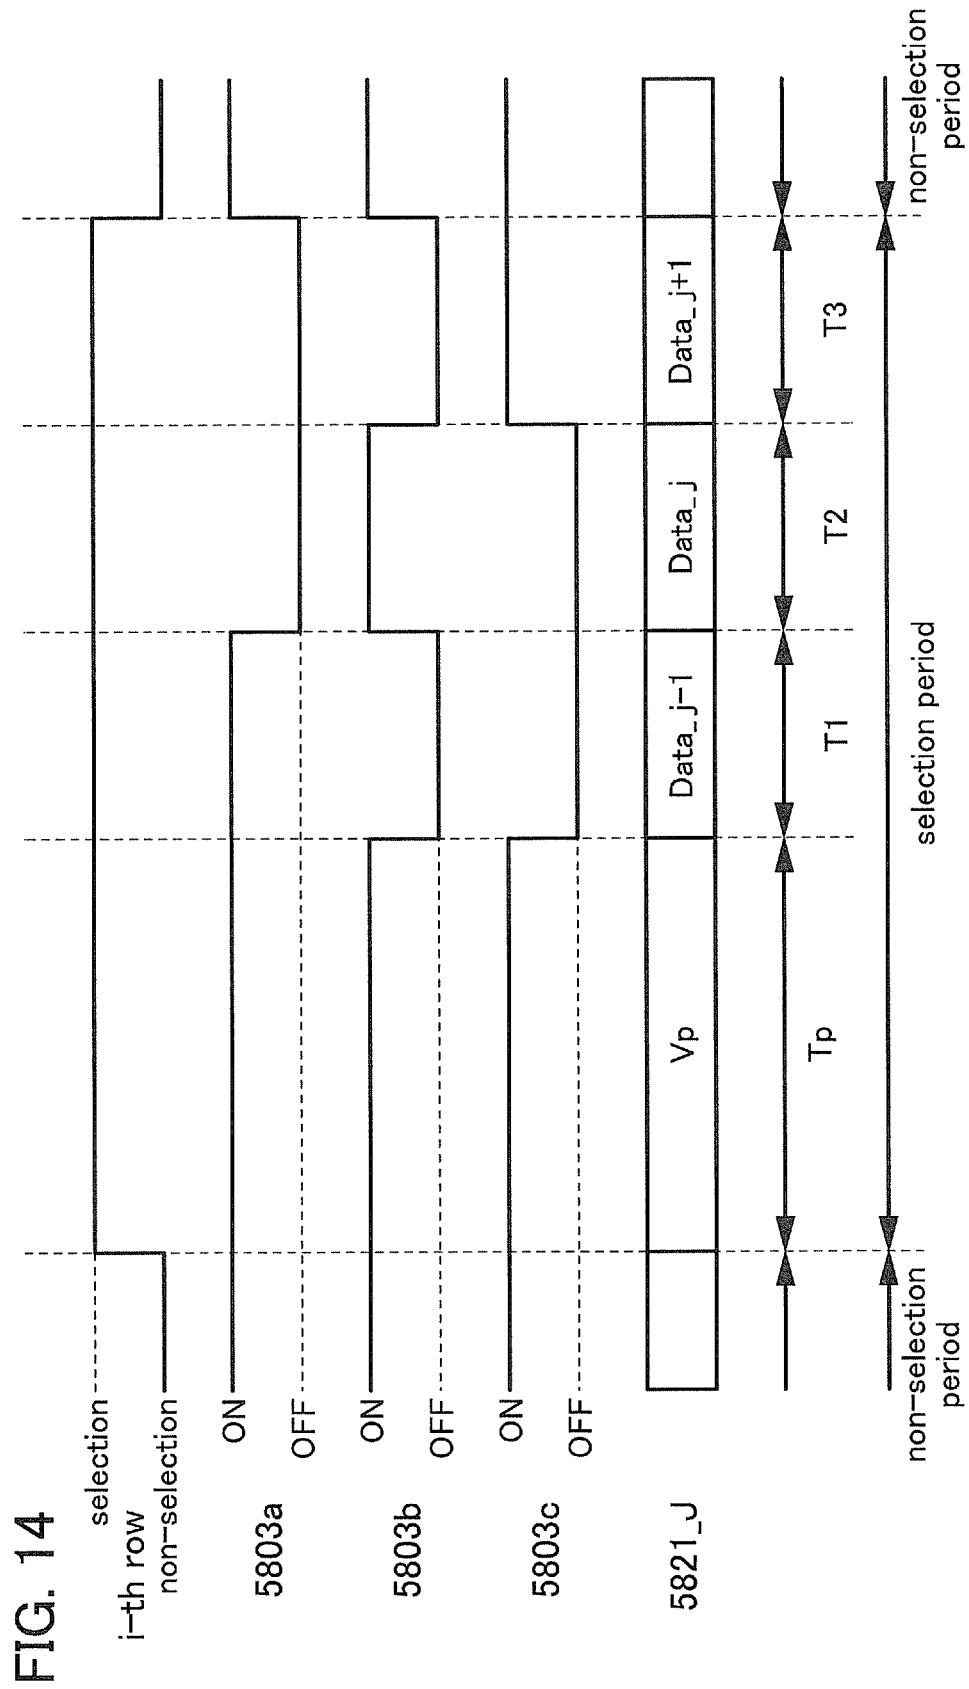 FIG. 14
selection
i-th row
non-selection
5803a
ON
OFF
5803b
ON
OFF
5803c
ON
OFF
5821_J
Vp
Data_j-1
Data_j
Data_j+1
Tp
T1
T2
T3
non-selection
period
selection period
non-selection
period